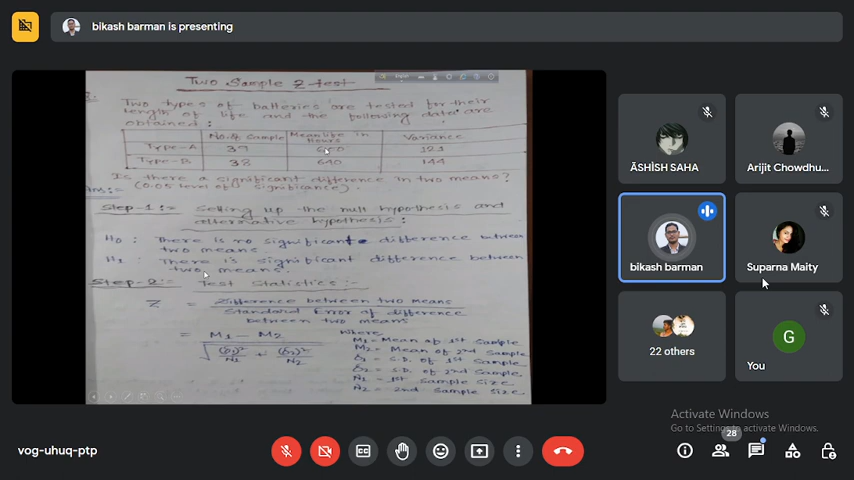 bikash barman is presenting
Two Sample Z-test
Two types of batteries are tested for their
length of life and the following data are
obtained:
No. of Sample Mean life in Hours Variance
Type-A 39 121
Type-B 38 640 144
Is there a significant difference in two means?
Ans:- (0.05 level of significance).
Step-1:- Setting up the null hypothesis and
alternative hypothesis:
H0: There is no significant difference between
two means.
H1: There is significant difference between
two means.
Step-2:- Test Statistics:-
Z = Difference between two means
Standard Error of difference
between two means
= M1 - M2
Where
M1 = Mean of 1st Sample
M2 = Mean of 2nd Sample
S.D. of 1st Sample
S.D. of 2nd Sample
N1 = 1st Sample Size
N2 = 2nd Sample Size
ĀSHÌSH SAHA
Arijit Chowdhu...
bikash barman
Suparna Maity
22 others
G
You
Activate Windows
Go to Settings to activate Windows.
vog-uhuq-ptp
28